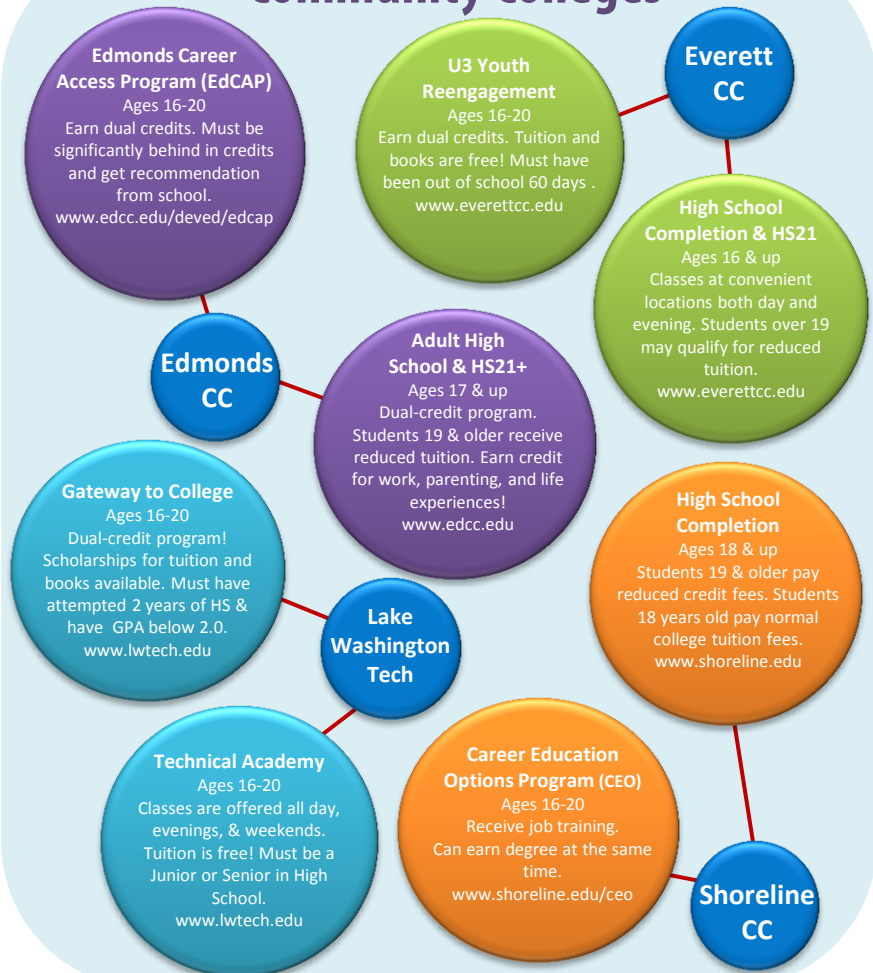 Community Colleges
Edmonds Career
Access Program (EdCAP)
Ages 16-20
Earn dual credits. Must be
significantly behind in credits
and get recommendation
from school.
www.edcc.edu/deved/edcap
U3 Youth
Reengagement
Ages 16-20
Earn dual credits. Tuition and
books are free! Must have
been out of school 60 days .
www.everettcc.edu
Everett
CC
High School
Completion & HS21
Ages 16 & up
Classes at convenient
locations both day and
evening. Students over 19
may qualify for reduced
tuition.
www.everettcc.edu
Edmonds
CC
Adult High
School & HS21+
Ages 17 & up
Dual-credit program.
Students 19 & older receive
reduced tuition. Earn credit
for work, parenting, and life
experiences!
www.edcc.edu
Gateway to College
Ages 16-20
Dual-credit program!
Scholarships for tuition and
books available. Must have
attempted 2 years of HS &
have  GPA below 2.0.
www.lwtech.edu
Lake
Washington
Tech
High School
Completion
Ages 18 & up
Students 19 & older pay
reduced credit fees. Students
18 years old pay normal
college tuition fees.
www.shoreline.edu
Technical Academy
Ages 16-20
Classes are offered all day,
evenings, & weekends.
Tuition is free! Must be a
Junior or Senior in High
School.
www.lwtech.edu
Career Education
Options Program (CEO)
Ages 16-20
Receive job training.
Can earn degree at the same
time.
www.shoreline.edu/ceo
Shoreline
CC